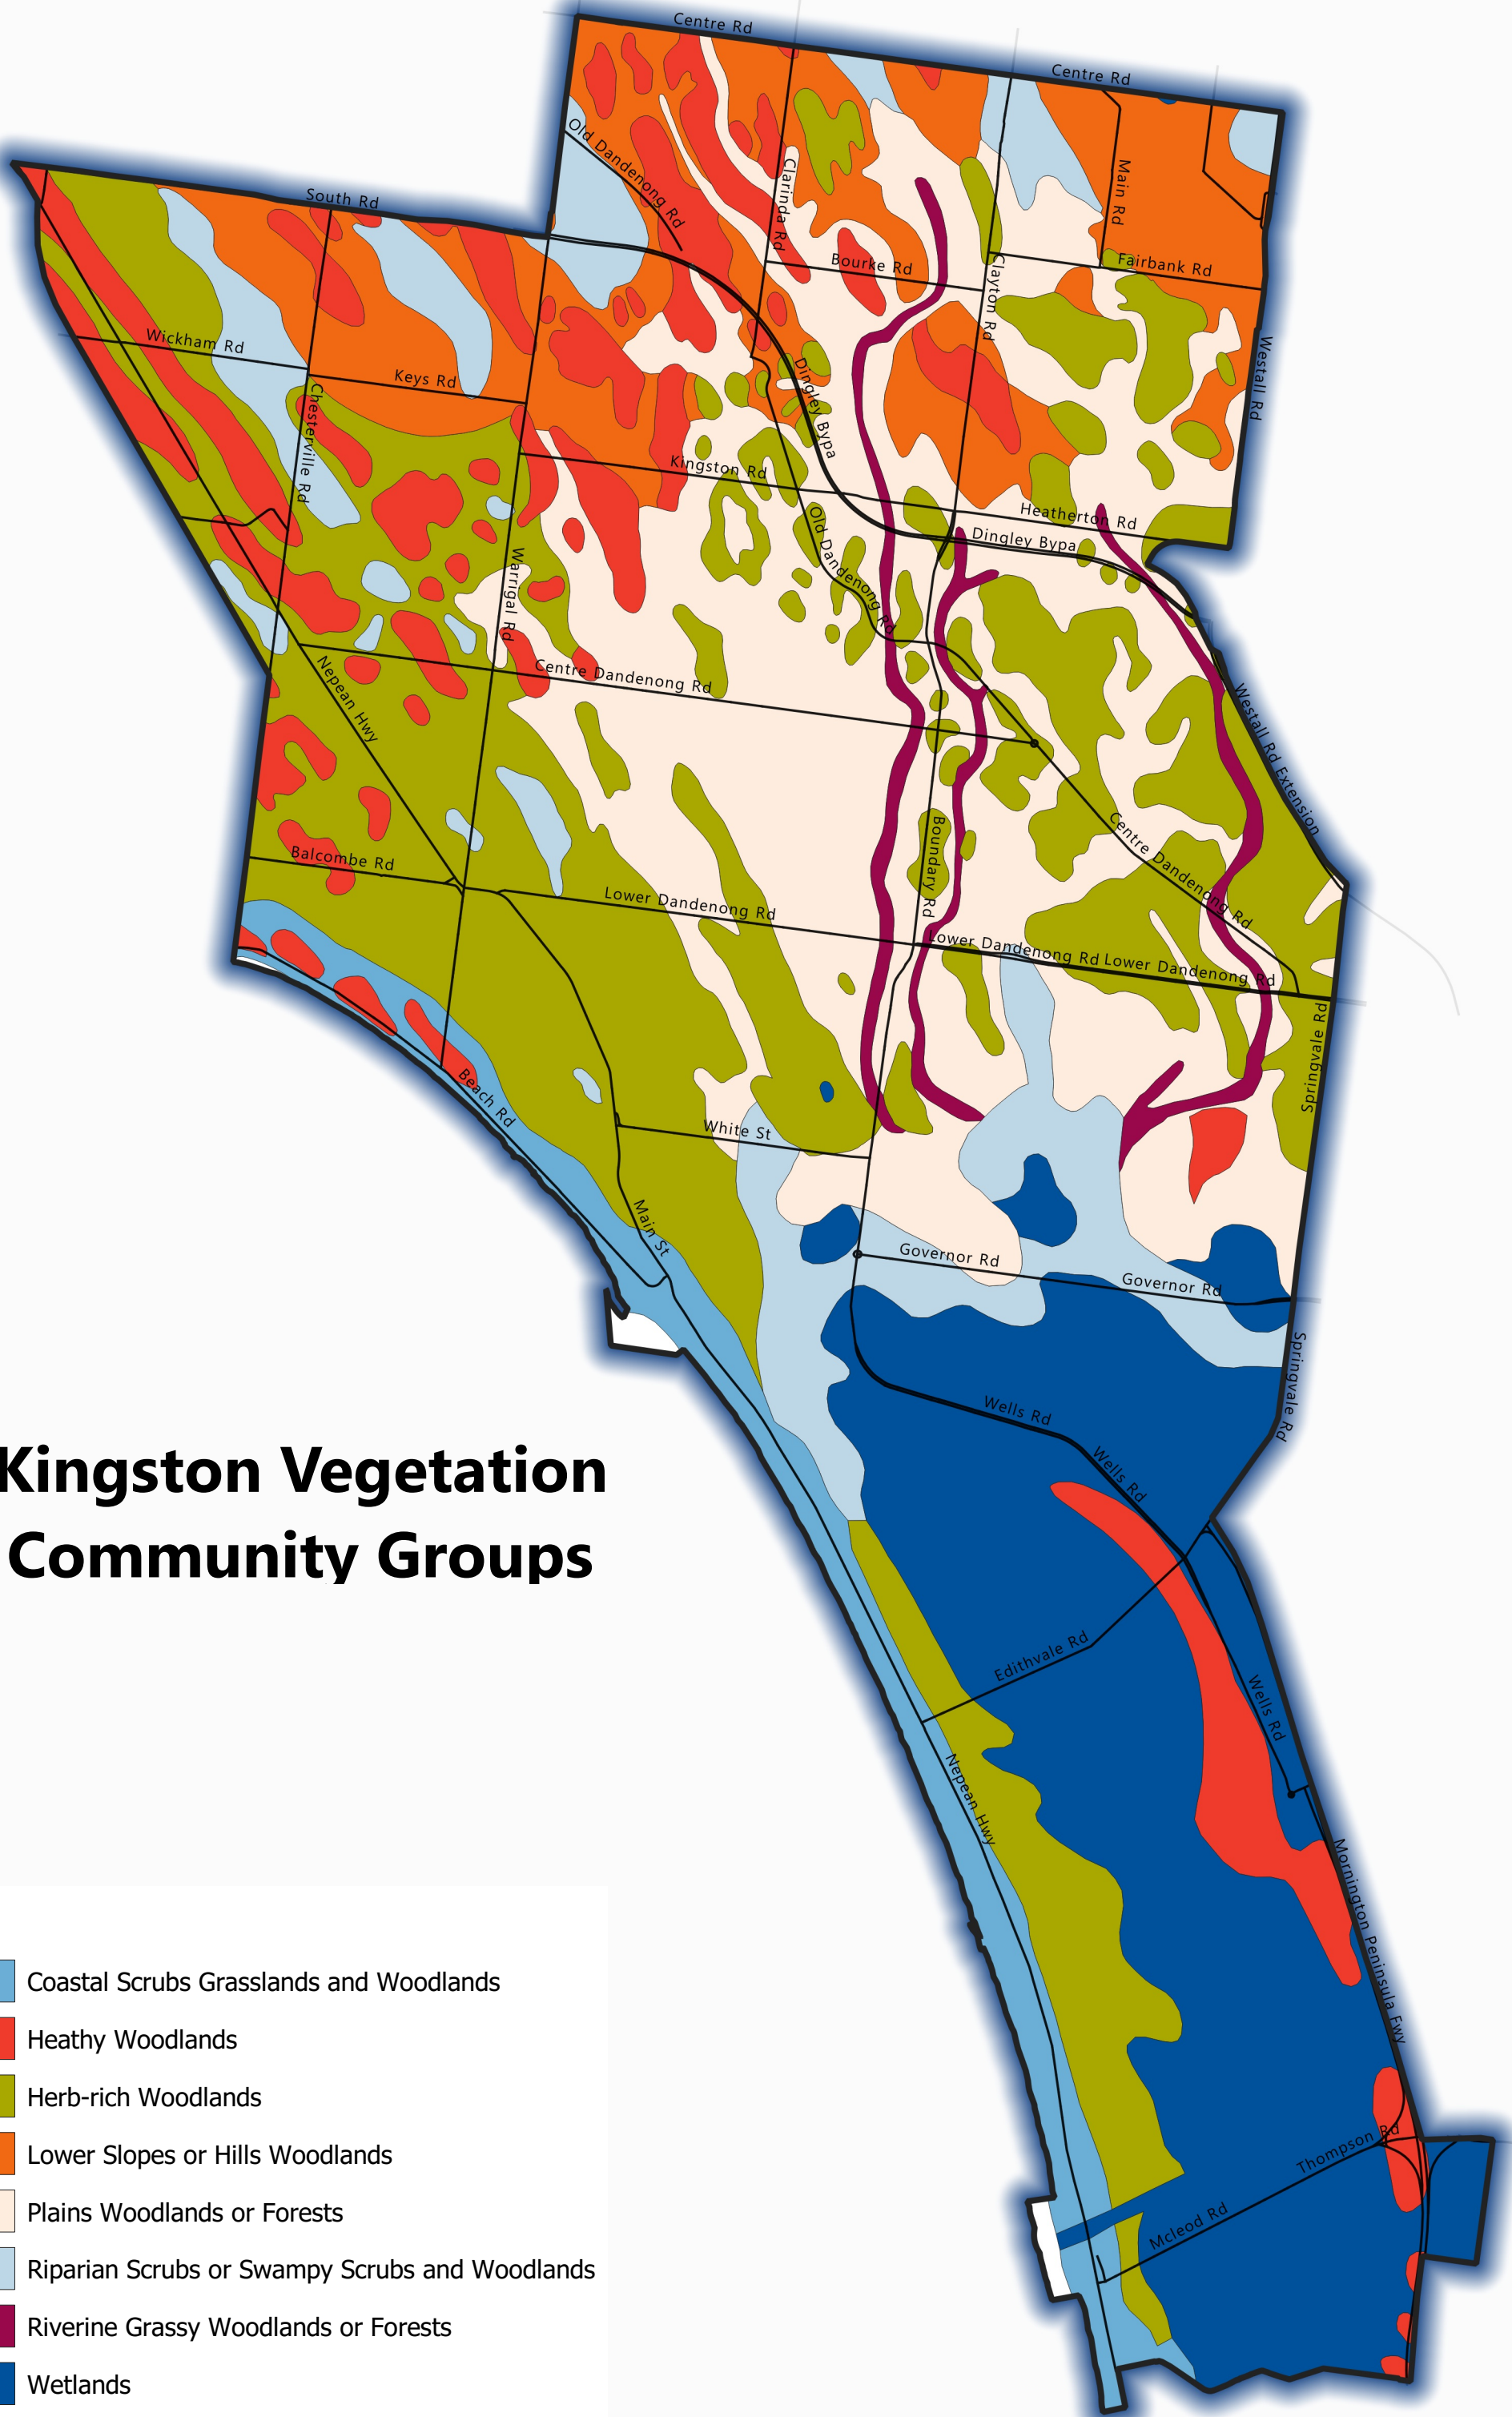 Centre Rd
Centre Rd
Old Dandenong Rd
Clarinda Rd
Main Rd
South Rd
Bourke Rd
Fairbank Rd
Clayton Rd
Wickham Rd
Keys Rd
Westall Rd
Chesterville Rd
Dingley Bypa
Kingston Rd
Heatherton Rd
Dingley Bypa
Old Dandenong Rd
Warrigal Rd
Centre Dandenong Rd
Nepean Hwy
Westall Rd Extension
Boundary Rd
Centre Dandenong Rd
Balcombe Rd
Lower Dandenong Rd
Lower Dandenong Rd
Lower Dandenong Rd
Springvale Rd
Beach Rd
White St
Main St
Governor Rd
Governor Rd
Springvale Rd
Wells Rd
Wells Rd
Kingston Vegetation
Community Groups
Edithvale Rd
Wells Rd
Nepean Hwy
Mornington Peninsula Fwy
Coastal Scrubs Grasslands and Woodlands
Heathy Woodlands
Herb-rich Woodlands
Lower Slopes or Hills Woodlands
Thompson Rd
Plains Woodlands or Forests
Mcleod Rd
Riparian Scrubs or Swampy Scrubs and Woodlands
Riverine Grassy Woodlands or Forests
Wetlands